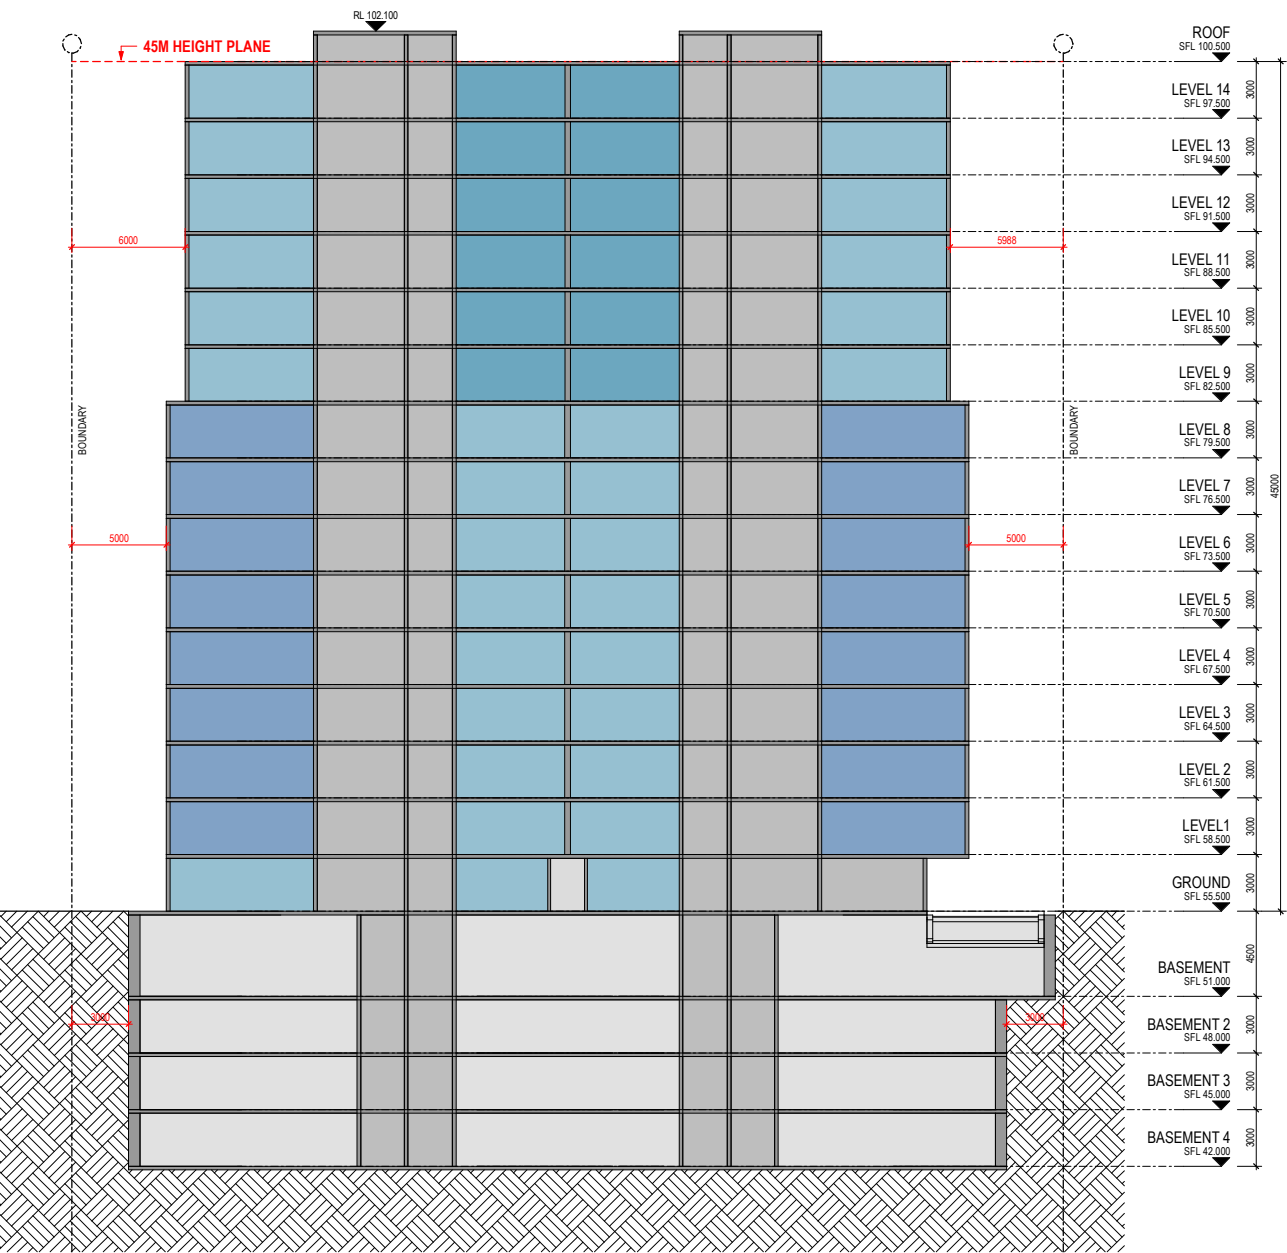 RL 102.100
45M HEIGHT PLANE
ROOF
SFL 100.500
3000
LEVEL 14
SFL 97.500
3000
LEVEL 13
SFL 94.500
3000
LEVEL 12
SFL 91.500
3000
6000
5988
LEVEL 11
SFL 88.500
3000
LEVEL 10
SFL 85.500
3000
LEVEL 9
SFL 82.500
3000
BOUNDARY
BOUNDARY
LEVEL 8
SFL 79.500
3000
LEVEL 7
SFL 76.500
3000
45000
5000
5000
LEVEL 6
SFL 73.500
3000
LEVEL 5
SFL 70.500
3000
LEVEL 4
SFL 67.500
3000
LEVEL 3
SFL 64.500
3000
LEVEL 2
SFL 61.500
3000
LEVEL1
SFL 58.500
3000
GROUND
SFL 55.500
4500
BASEMENT
SFL 51.000
3000
3000
BASEMENT 2
SFL 48.000
3000
BASEMENT 3
SFL 45.000
3000
BASEMENT 4
SFL 42.000
3000